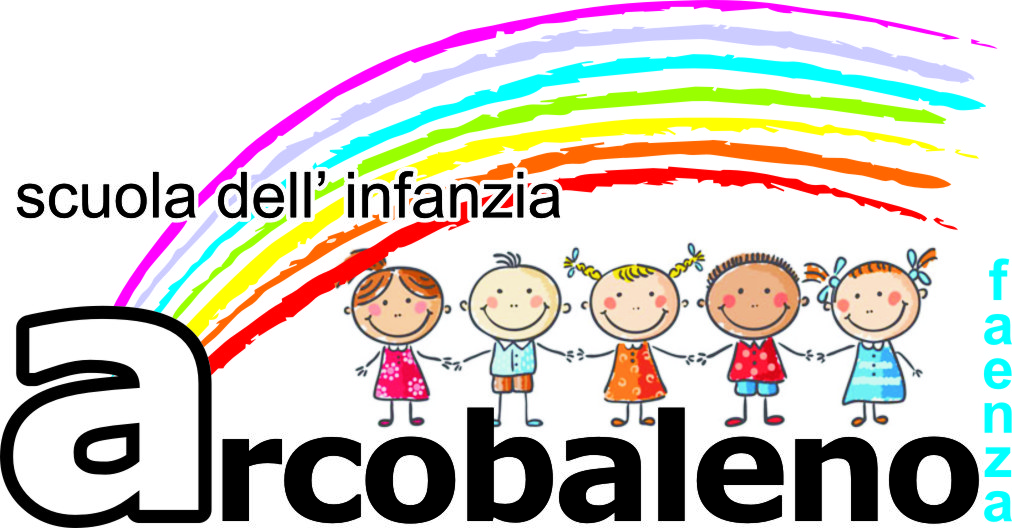 scuola dell’ infanzia
arcobaleno
faenza